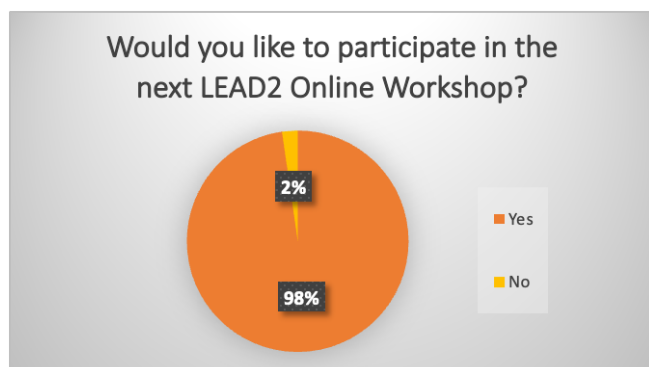 Would you like to participate in the
next LEAD2 Online Workshop?
2%
98%
Yes
No